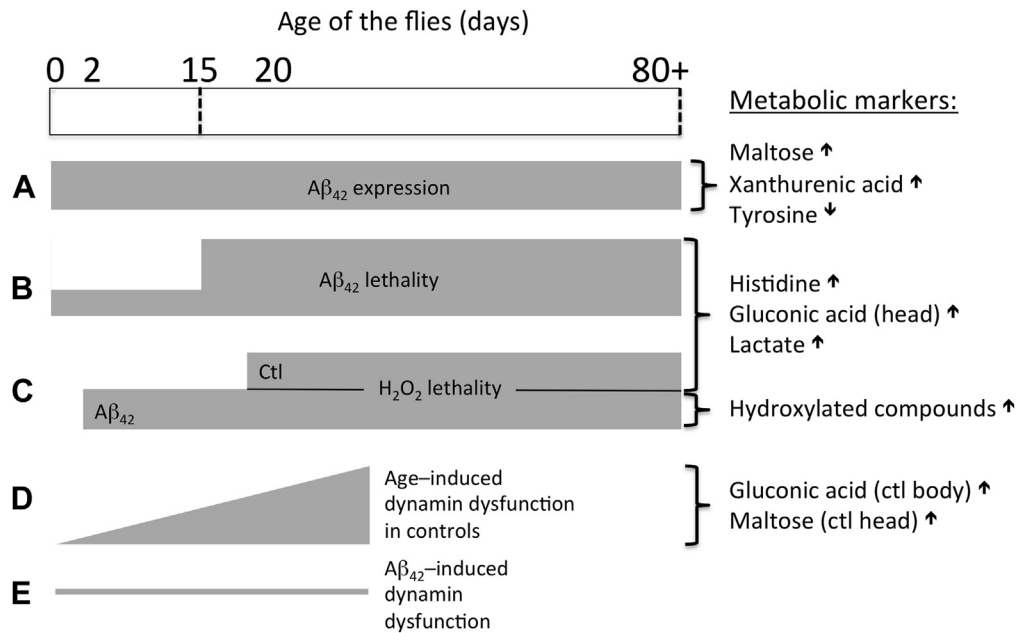 Age of the flies (days)
0 2 15 20 80+
Metabolic markers:
A
Aβ₄₂ expression
Maltose ↑
Xanthurenic acid ↑
Tyrosine ↓
B
Aβ₄₂ lethality
Histidine ↑
Gluconic acid (head) ↑
Lactate ↑
C
Ctl
H₂O₂ lethality
Aβ₄₂
Hydroxylated compounds ↑
D
Age–induced
dynamin dysfunction
in controls
Gluconic acid (ctl body) ↑
Maltose (ctl head) ↑
E
Aβ₄₂–induced
dynamin
dysfunction